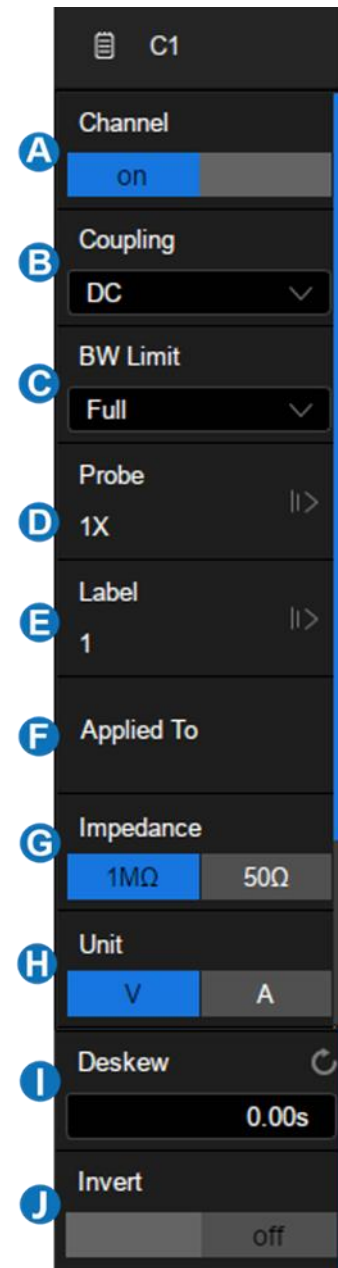 C1
A
Channel
on
B
Coupling
DC
C
BW Limit
Full
D
Probe
1X
E
Label
1
F
Applied To
G
Impedance
1MΩ 50Ω
H
Unit
V A
I
Deskew
0.00s
J
Invert
off